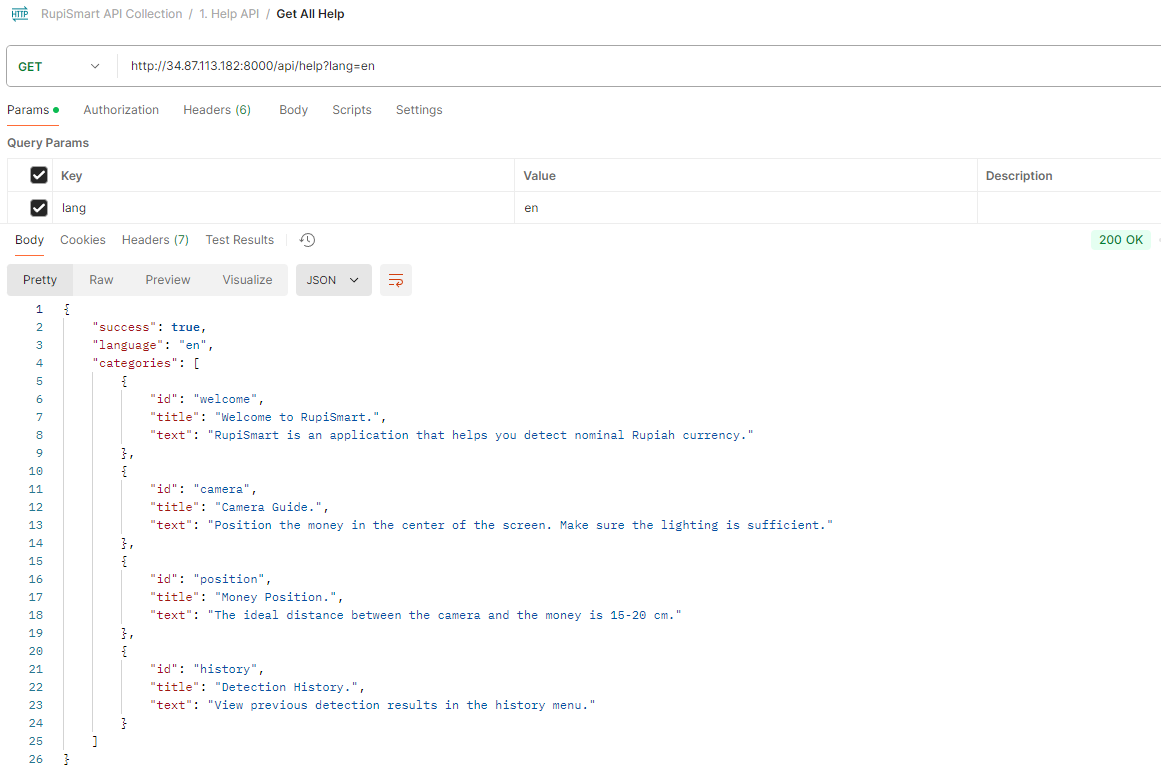 HTTP RupiSmart API Collection / 1. Help API / Get All Help
GET http://34.87.113.182:8000/api/help?lang=en
Params Authorization Headers (6) Body Scripts Settings
Query Params
Key Value Description
lang en
Body Cookies Headers (7) Test Results 200 OK
Pretty Raw Preview Visualize JSON
1 {
2 "success": true,
3 "language": "en",
4 "categories": [
5 {
6 "id": "welcome",
7 "title": "Welcome to RupiSmart.",
8 "text": "RupiSmart is an application that helps you detect nominal Rupiah currency."
9 },
10 {
11 "id": "camera",
12 "title": "Camera Guide.",
13 "text": "Position the money in the center of the screen. Make sure the lighting is sufficient."
14 },
15 {
16 "id": "position",
17 "title": "Money Position.",
18 "text": "The ideal distance between the camera and the money is 15-20 cm."
19 },
20 {
21 "id": "history",
22 "title": "Detection History.",
23 "text": "View previous detection results in the history menu."
24 }
25 ]
26 }